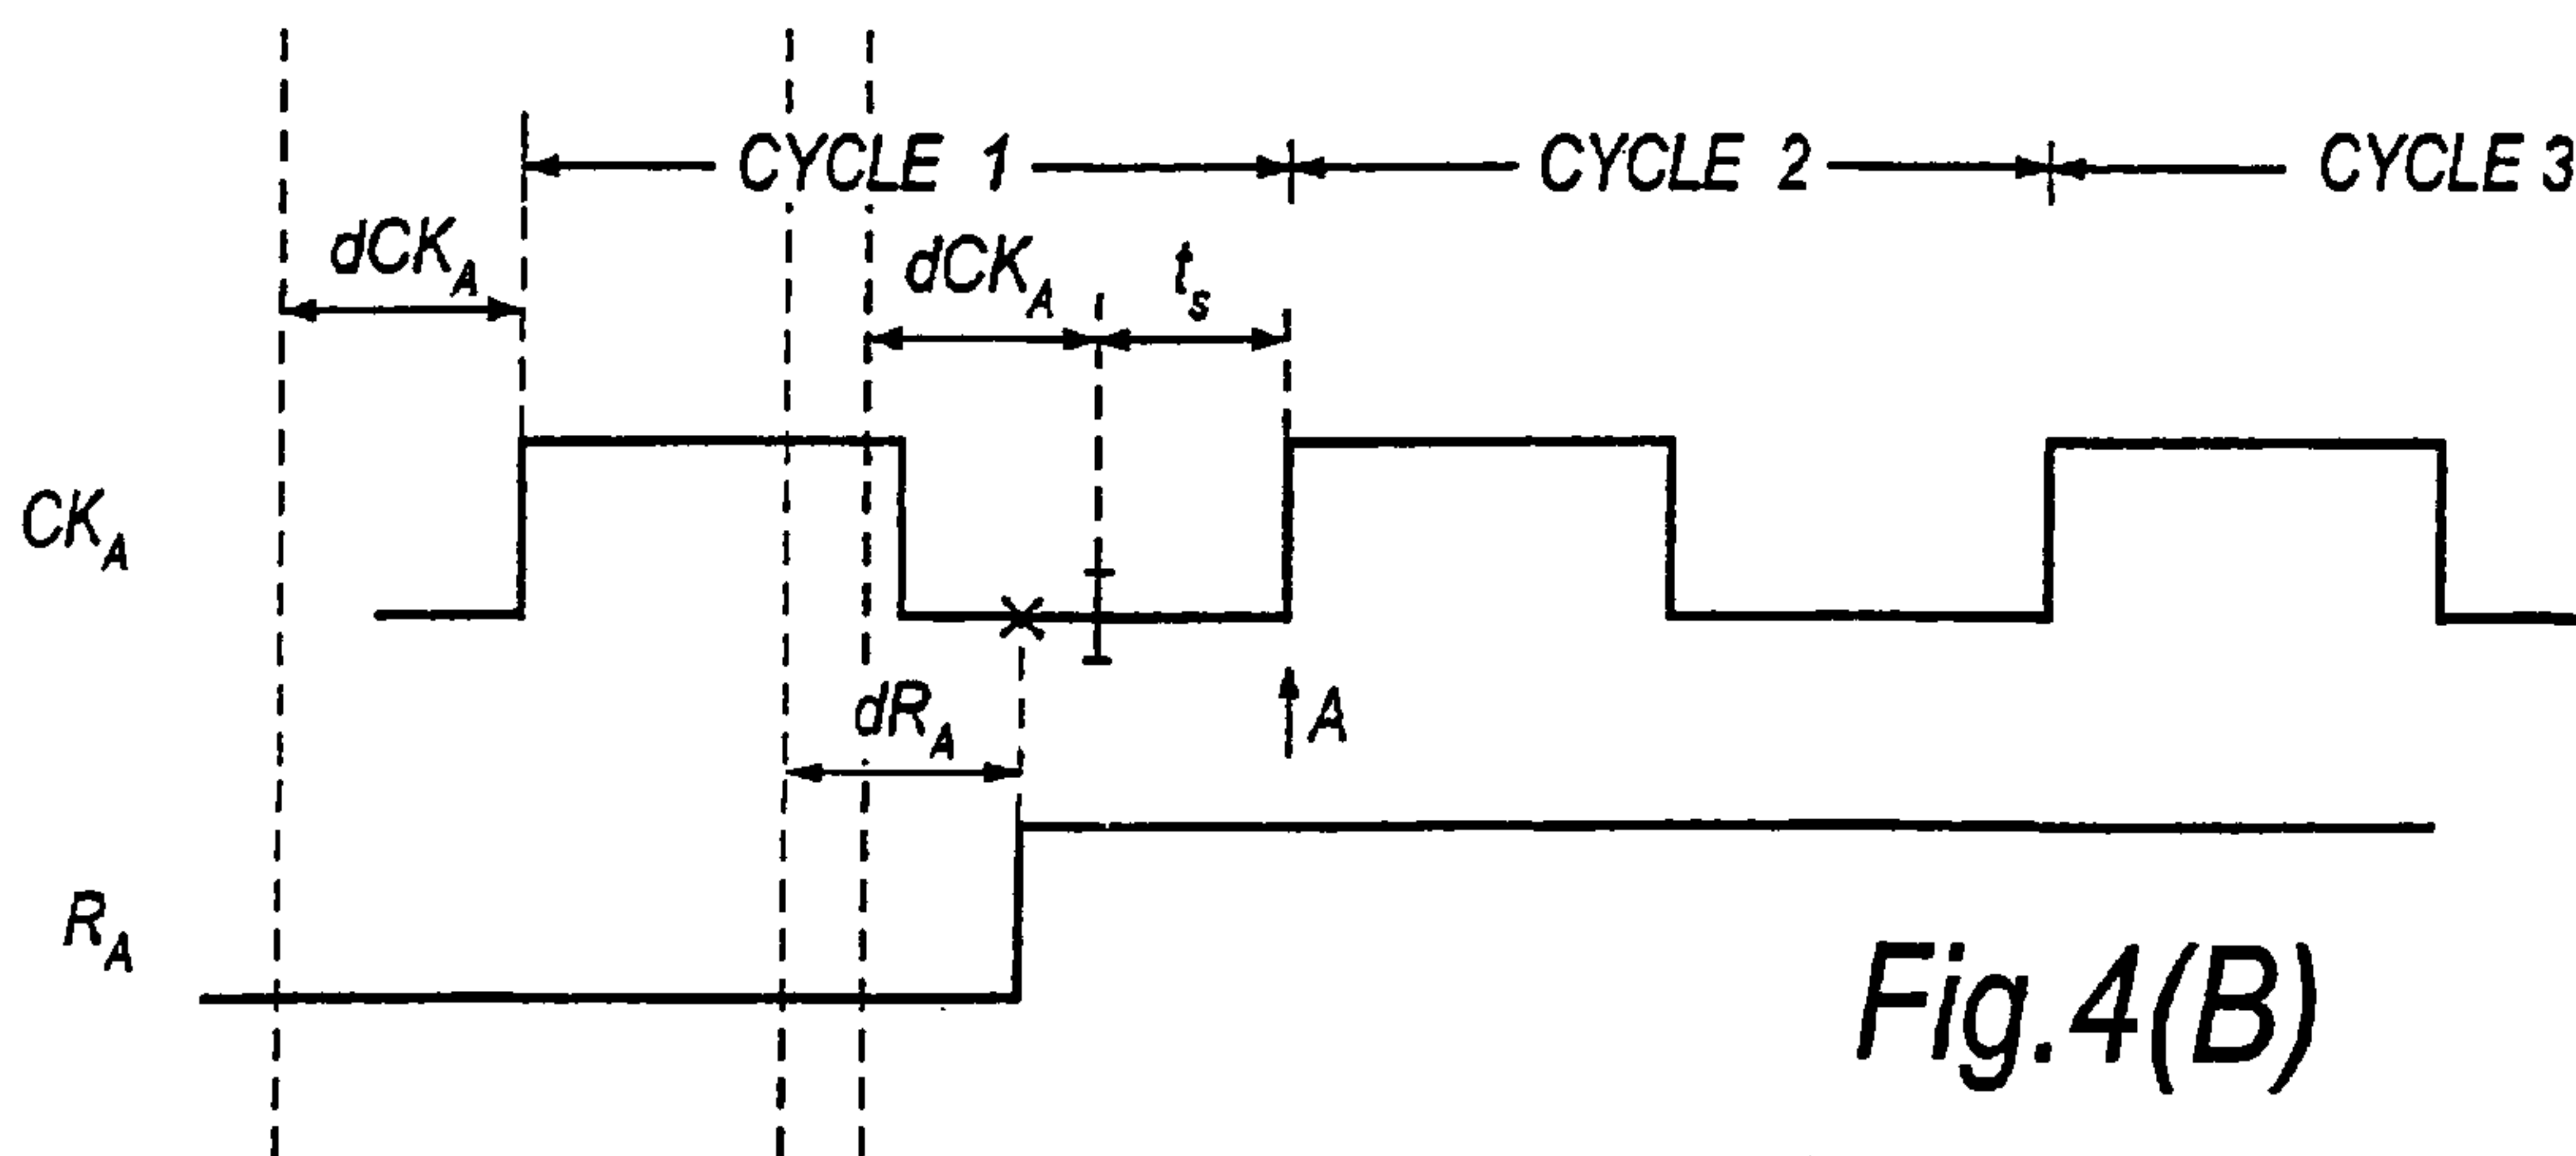 CYCLE 1 CYCLE 2 CYCLE 3
dCK_A dCK_A t_s
CK_A
dR_A A
R_A
Fig.4(B)